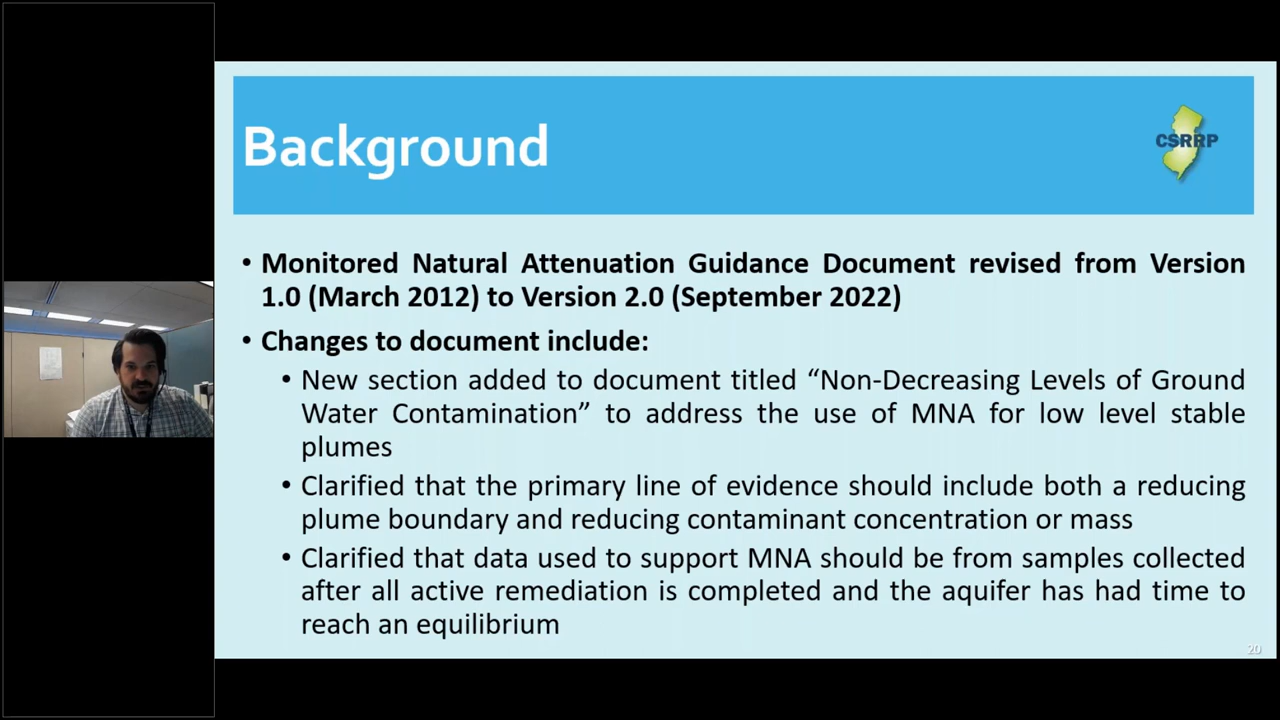 Background
CSRRP
• Monitored Natural Attenuation Guidance Document revised from Version
1.0 (March 2012) to Version 2.0 (September 2022)
• Changes to document include:
• New section added to document titled “Non-Decreasing Levels of Ground
Water Contamination” to address the use of MNA for low level stable
plumes
• Clarified that the primary line of evidence should include both a reducing
plume boundary and reducing contaminant concentration or mass
• Clarified that data used to support MNA should be from samples collected
after all active remediation is completed and the aquifer has had time to
reach an equilibrium
20